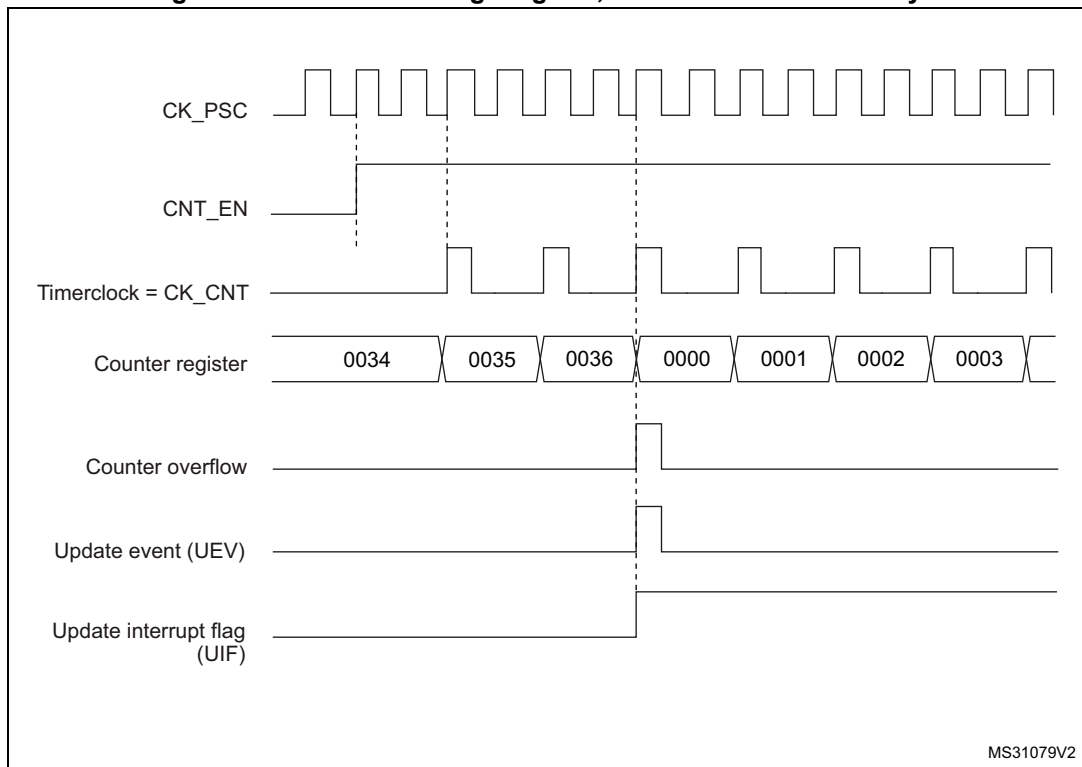 CK_PSC
CNT_EN
Timerclock = CK_CNT
Counter register
0034
0035
0036
0000
0001
0002
0003
Counter overflow
Update event (UEV)
Update interrupt flag
(UIF)
MS31079V2